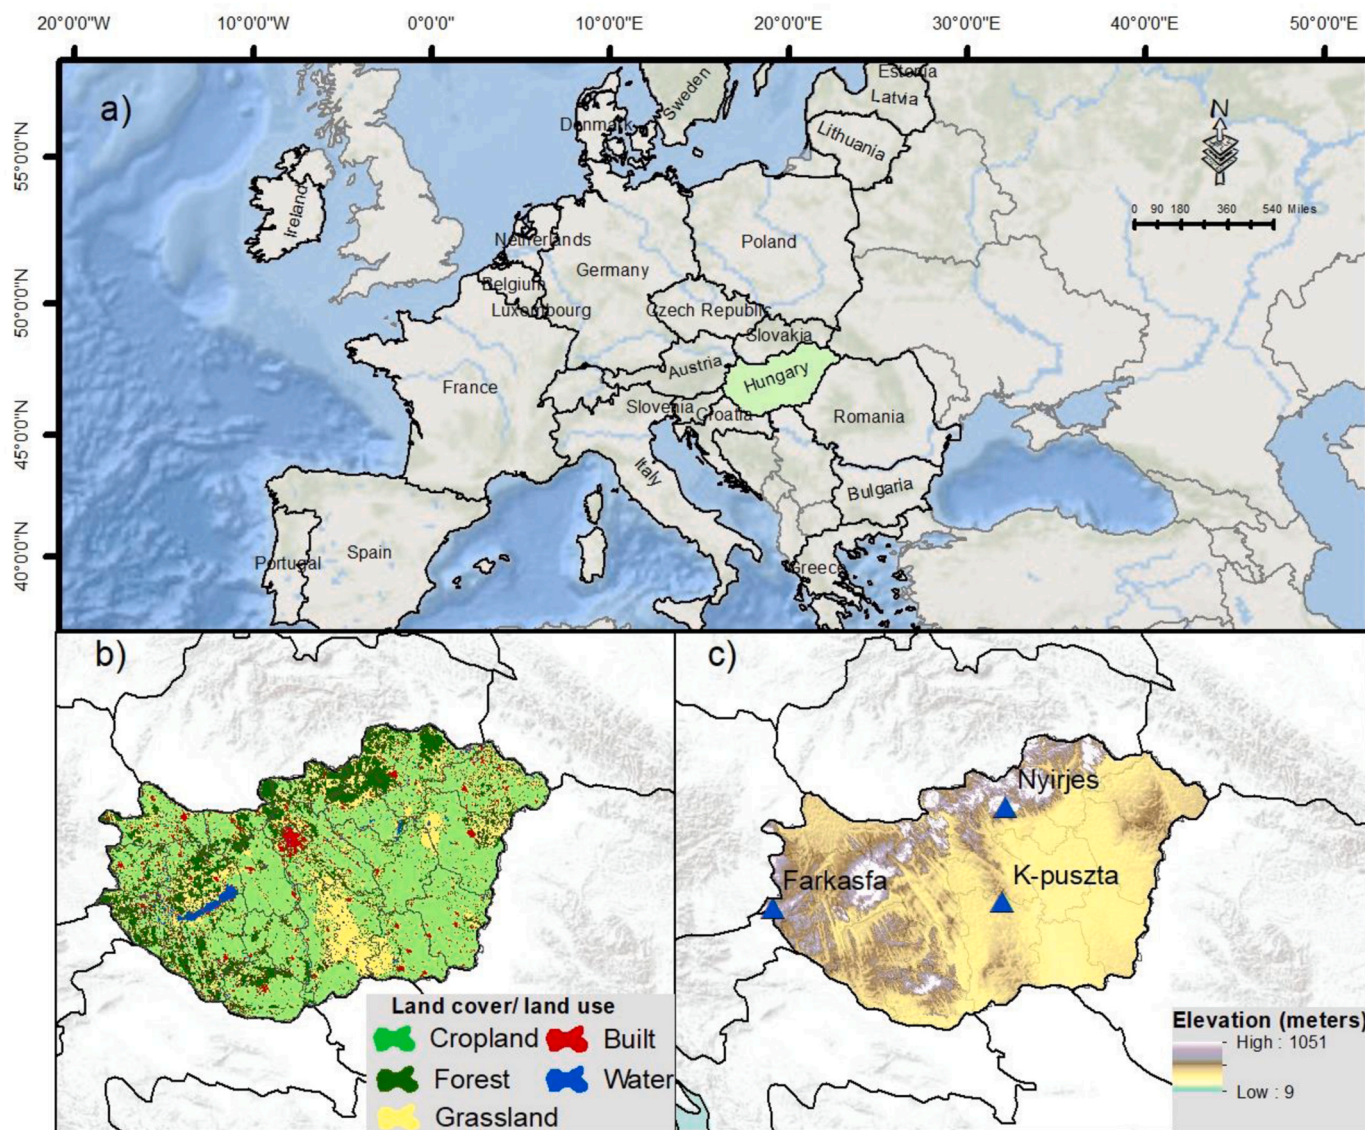 20°0'0"W 10°0'0"W 0°0'0" 10°0'0"E 20°0'0"E 30°0'0"E 40°0'0"E 50°0'0"E
a)
55°0'0"N
50°0'0"N
45°0'0"N
40°0'0"N
N
0 90 180 360 540 Miles
Estonia
Sweden
Latvia
Denmark
Lithuania
Ireland
Netherlands
Poland
Germany
Belgium
Luxembourg
Czech Republic
Slovakia
Austria
Hungary
France
Slovenia
Croatia
Romania
Italy
Bulgaria
Spain
Portugal
Greece
b)
Land cover/ land use
Cropland Built
Forest Water
Grassland
c)
Nyirjes
Farkasfa
K-puszta
Elevation (meters)
High : 1051
Low : 9